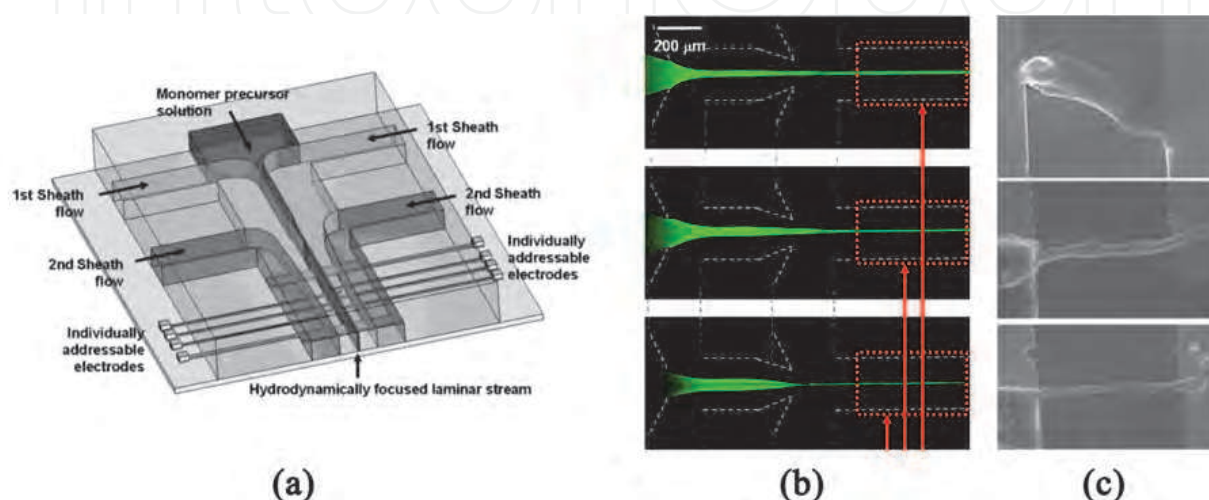 Monomer precursor
solution
1st Sheath
flow
1st Sheath
flow
2nd Sheath
flow
2nd Sheath
flow
Individually
addressable
electrodes
Individually
addressable
electrodes
Hydrodynamically focused laminar stream
(a)
200 μm
(b)
(c)